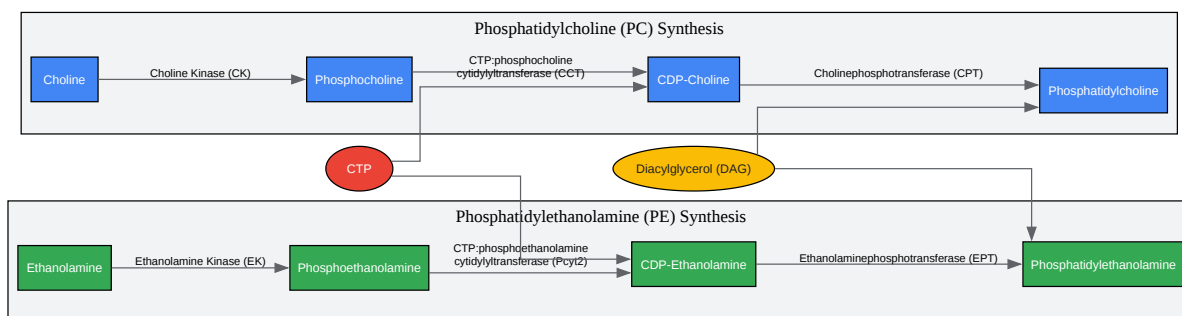 Phosphatidylcholine (PC) Synthesis
Choline
Choline Kinase (CK)
Phosphocholine
CTP:phosphocholine
cytidylyltransferase (CCT)
CDP-Choline
Cholinephosphotransferase (CPT)
Phosphatidylcholine
CTP
Diacylglycerol (DAG)
Phosphatidylethanolamine (PE) Synthesis
Ethanolamine
Ethanolamine Kinase (EK)
Phosphoethanolamine
CTP:phosphoethanolamine
cytidylyltransferase (Pcyt2)
CDP-Ethanolamine
Ethanolaminephosphotransferase (EPT)
Phosphatidylethanolamine